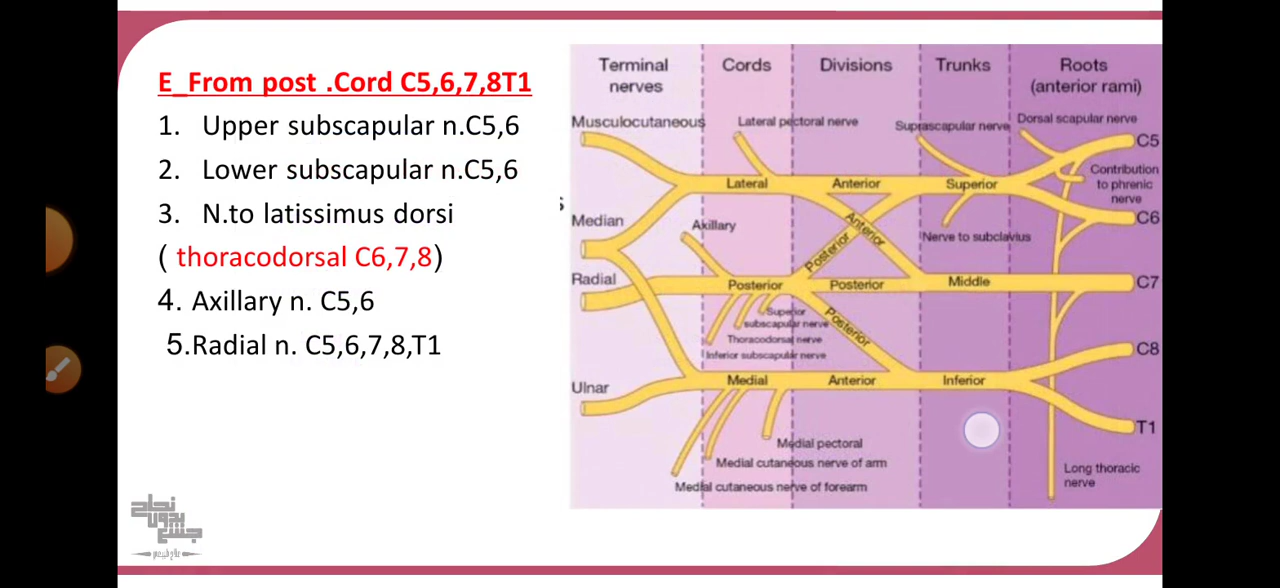 E_From post .Cord C5,6,7,8T1
1. Upper subscapular n.C5,6
2. Lower subscapular n.C5,6
3. N.to latissimus dorsi
( thoracodorsal C6,7,8)
4. Axillary n. C5,6
5.Radial n. C5,6,7,8,T1
s
Terminal nerves
Cords
Divisions
Trunks
Roots
(anterior rami)
Musculocutaneous
Lateral pectoral nerve
Suprascapular nerve
Dorsal scapular nerve
C5
Contribution
to phrenic
nerve
Lateral
Anterior
Superior
C6
Median
Axillary
Anterior
Posterior
Nerve to subclavius
Radial
Posterior
Posterior
Middle
C7
Superior
subscapular nerve
Posterior
Thoracodorsal nerve
Inferior subscapular nerve
C8
Ulnar
Medial
Anterior
Inferior
T1
Medial pectoral
Medial cutaneous nerve of arm
Medial cutaneous nerve of forearm
Long thoracic
nerve
نجاح
بدون
جشع